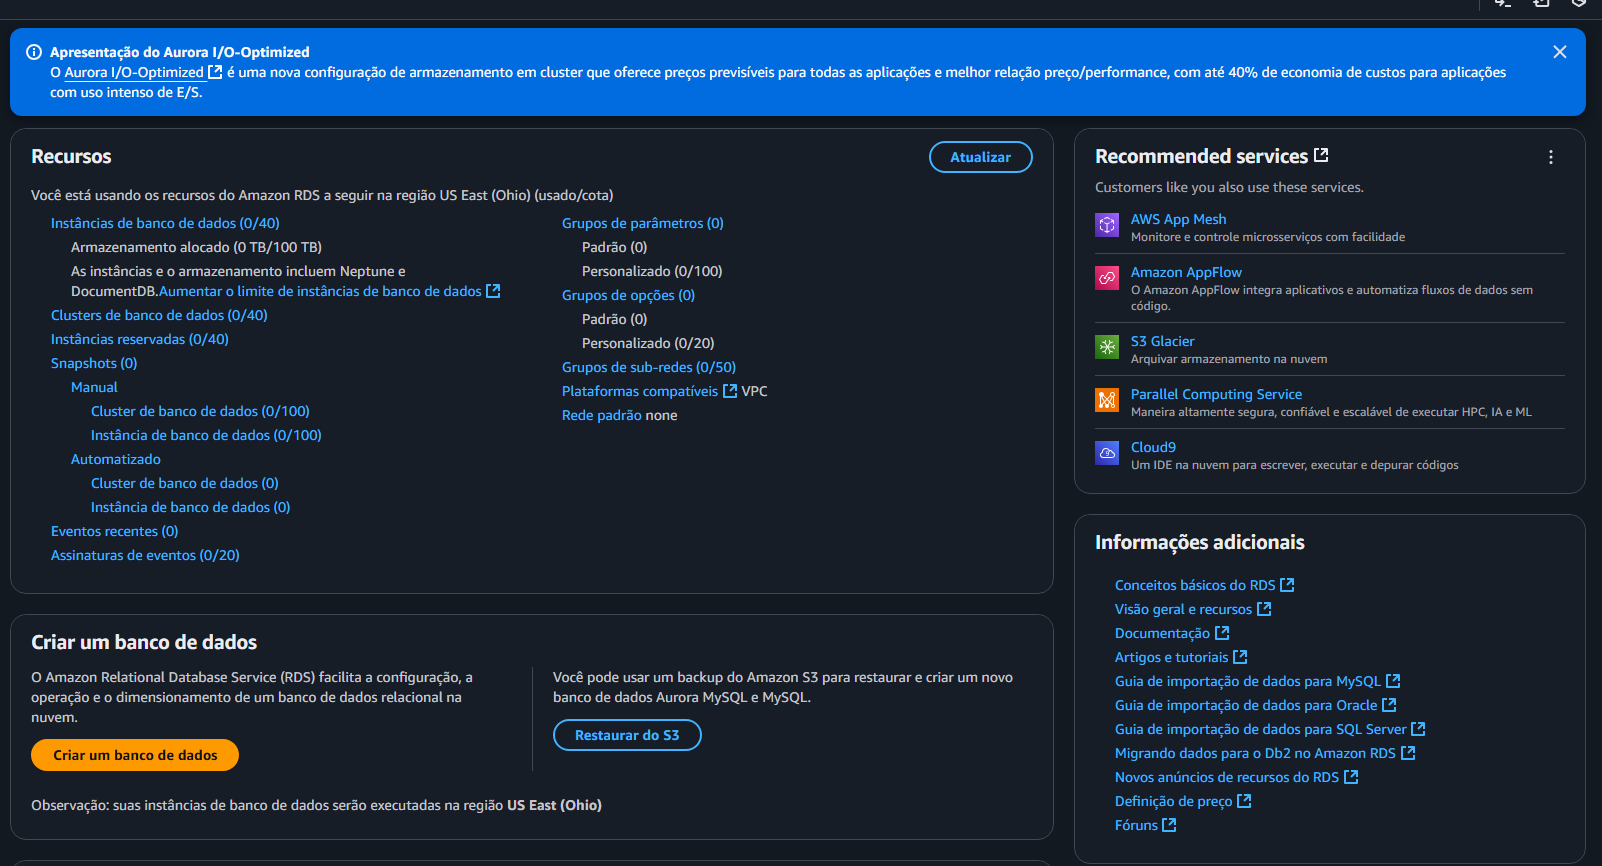 Apresentação do Aurora I/O-Optimized
O Aurora I/O-Optimized é uma nova configuração de armazenamento em cluster que oferece preços previsíveis para todas as aplicações e melhor relação preço/performance, com até 40% de economia de custos para aplicações
com uso intenso de E/S.
Recursos
Atualizar
Você está usando os recursos do Amazon RDS a seguir na região US East (Ohio) (usado/cota)
Instâncias de banco de dados (0/40)
Armazenamento alocado (0 TB/100 TB)
As instâncias e o armazenamento incluem Neptune e
DocumentDB.Aumentar o limite de instâncias de banco de dados
Clusters de banco de dados (0/40)
Instâncias reservadas (0/40)
Snapshots (0)
Manual
Cluster de banco de dados (0/100)
Instância de banco de dados (0/100)
Automatizado
Cluster de banco de dados (0)
Instância de banco de dados (0)
Eventos recentes (0)
Assinaturas de eventos (0/20)
Grupos de parâmetros (0)
Padrão (0)
Personalizado (0/100)
Grupos de opções (0)
Padrão (0)
Personalizado (0/20)
Grupos de sub-redes (0/50)
Plataformas compatíveis VPC
Rede padrão none
Criar um banco de dados
O Amazon Relational Database Service (RDS) facilita a configuração, a
operação e o dimensionamento de um banco de dados relacional na
nuvem.
Criar um banco de dados
Você pode usar um backup do Amazon S3 para restaurar e criar um novo
banco de dados Aurora MySQL e MySQL.
Restaurar do S3
Observação: suas instâncias de banco de dados serão executadas na região US East (Ohio)
Recommended services
Customers like you also use these services.
AWS App Mesh
Monitore e controle microsserviços com facilidade
Amazon AppFlow
O Amazon AppFlow integra aplicativos e automatiza fluxos de dados sem
código.
S3 Glacier
Arquivar armazenamento na nuvem
Parallel Computing Service
Maneira altamente segura, confiável e escalável de executar HPC, IA e ML
Cloud9
Um IDE na nuvem para escrever, executar e depurar códigos
Informações adicionais
Conceitos básicos do RDS
Visão geral e recursos
Documentação
Artigos e tutoriais
Guia de importação de dados para MySQL
Guia de importação de dados para Oracle
Guia de importação de dados para SQL Server
Migrando dados para o Db2 no Amazon RDS
Novos anúncios de recursos do RDS
Definição de preço
Fóruns